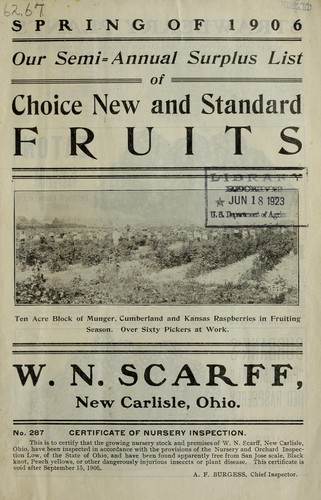 62.67
SPRING OF 1906
Our Semi=Annual Surplus List
of
Choice New and Standard
FRUITS
LIBRARY
RECEIVED
★ JUN 18 1923
U. S. Department of Agric
Ten Acre Block of Munger, Cumberland and Kansas Raspberries in Fruiting
Season. Over Sixty Pickers at Work.
W. N. SCARFF,
New Carlisle, Ohio.
No. 287 CERTIFICATE OF NURSERY INSPECTION.
This is to certify that the growing nursery stock and premises of W. N. Scarff, New Carlisle,
Ohio, have been inspected in accordance with the provisions of the Nursery and Orchard Inspec-
tion Law, of the State of Ohio, and have been found apparently free from San Jose scale, Black
knot, Peach yellows, or other dangerously injurious insects or plant disease. This certificate is
void after September 15, 1906.
A. F. BURGESS, Chief Inspector.